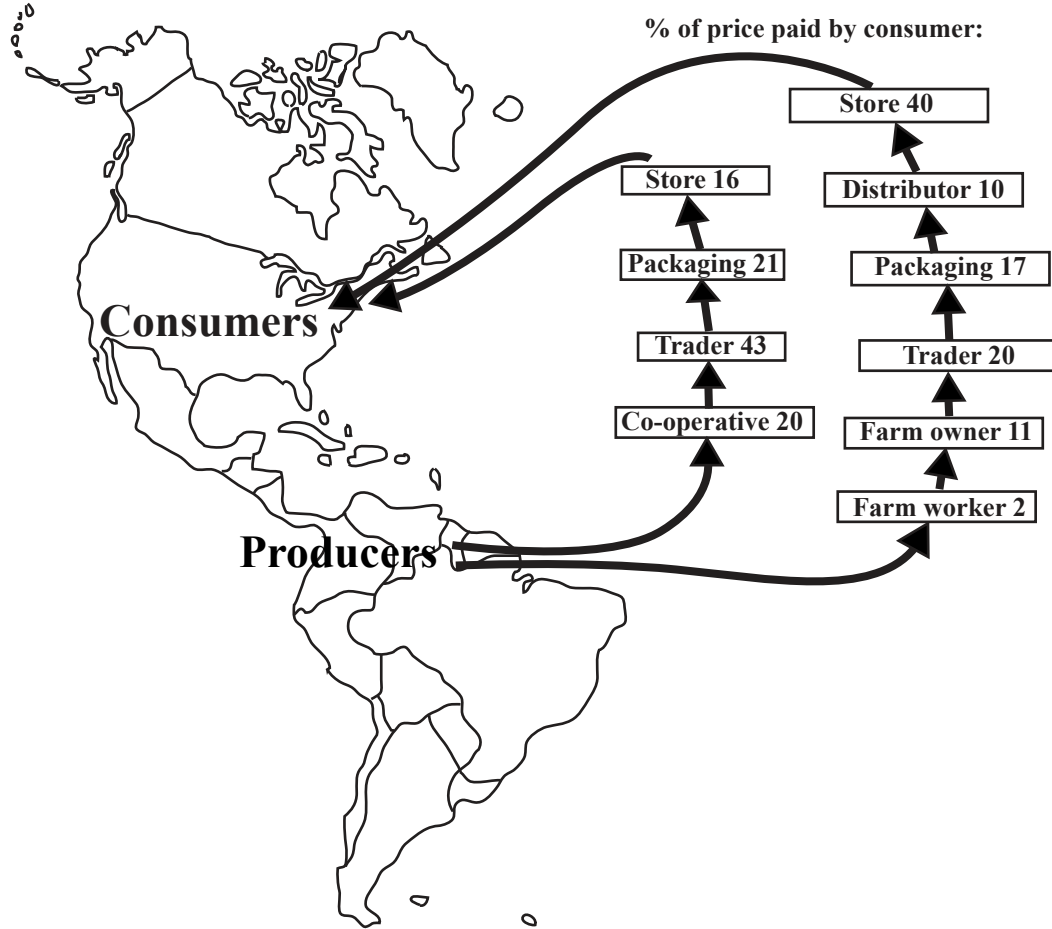 % of price paid by consumer:
Store 40
Store 16
Distributor 10
Packaging 21
Packaging 17
Consumers
Trader 43
Trader 20
Co-operative 20
Farm owner 11
Farm worker 2
Producers